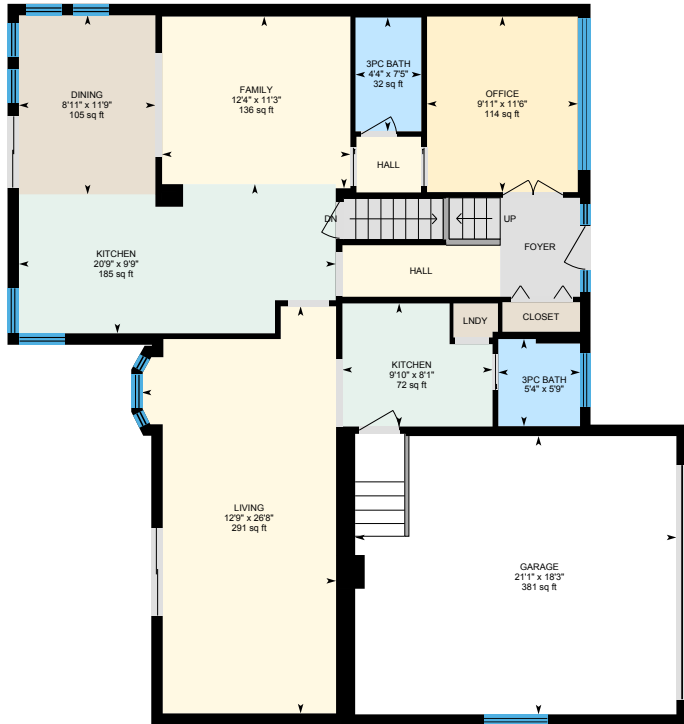 DINING
8'11" x 11'9"
105 sq ft
FAMILY
12'4" x 11'3"
136 sq ft
3PC BATH
4'4" x 7'5"
32 sq ft
OFFICE
9'11" x 11'6"
114 sq ft
HALL
DN
UP
FOYER
KITCHEN
20'9" x 9'9"
185 sq ft
HALL
LNDY
CLOSET
KITCHEN
9'10" x 8'1"
72 sq ft
3PC BATH
5'4" x 5'9"
LIVING
12'9" x 26'8"
291 sq ft
GARAGE
21'1" x 18'3"
381 sq ft